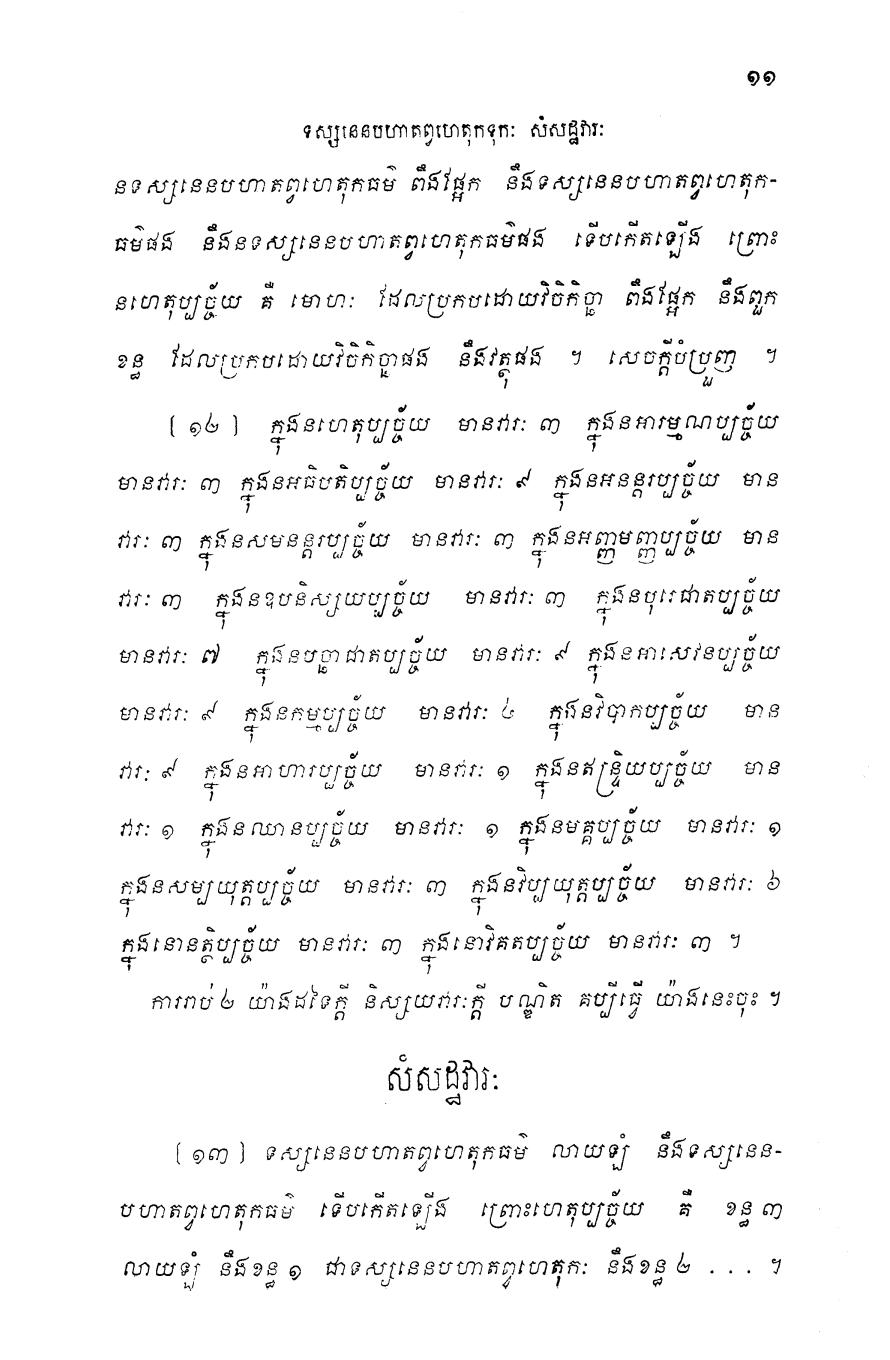 ១១
ទស្សនេនបហាតព្វហេតុកទុកៈ សំសដ្ឋវារៈ
នទស្សនេនបហាតព្វហេតុកធម៌ ពឹងផ្អែក នឹងទស្សនេនបហាតព្វហេតុក-
ធម៌ផង នឹងនទស្សនេនបហាតព្វហេតុកធម៌ផង ទើបកើតឡើង ព្រោះ
នហេតុប្បច្ច័យ គឺ មោហៈ ដែលប្រកបដោយវិចិកិច្ឆា ពឹងផ្អែក នឹងពួក
ខន្ធ ដែលប្រកបដោយវិចិកិច្ឆាផង នឹងវត្ថុផង ។ សេចក្តីបំប្រួញ ។
[ ១២ ] ក្នុងនហេតុប្បច្ច័យ មានវារៈ ៣ ក្នុងនអារម្មណប្បច្ច័យ
មានវារៈ ៣ ក្នុងនអធិបតិប្បច្ច័យ មានវារៈ ៩ ក្នុងនអនន្តរប្បច្ច័យ មាន
វារៈ ៣ ក្នុងនសមនន្តរប្បច្ច័យ មានវារៈ ៣ ក្នុងនអញ្ញមញ្ញប្បច្ច័យ មាន
វារៈ ៣ ក្នុងនឧបនិស្សយប្បច្ច័យ មានវារៈ ៣ ក្នុងនបុរេជាតប្បច្ច័យ
មានវារៈ ៧ ក្នុងនបច្ឆាជាតប្បច្ច័យ មានវារៈ ៩ ក្នុងនអាសេវនប្បច្ច័យ
មានវារៈ ៩ ក្នុងនកម្មប្បច្ច័យ មានវារៈ ៤ ក្នុងនវិបាកប្បច្ច័យ មាន
វារៈ ៩ ក្នុងនអាហារប្បច្ច័យ មានវារៈ ១ ក្នុងនឥន្ទ្រិយប្បច្ច័យ មាន
វារៈ ១ ក្នុងនឈានប្បច្ច័យ មានវារៈ ១ ក្នុងនមគ្គប្បច្ច័យ មានវារៈ ១
ក្នុងនសម្បយុត្តប្បច្ច័យ មានវារៈ ៣ ក្នុងនវិប្បយុត្តប្បច្ច័យ មានវារៈ ៦
ក្នុងនោនត្ថិប្បច្ច័យ មានវារៈ ៣ ក្នុងនោវិគតប្បច្ច័យ មានវារៈ ៣ ។
ការរាប់ ២ យ៉ាងដទៃក្តី និស្សយវារៈក្តី បណ្ឌិត គប្បីធ្វើ យ៉ាងនេះចុះ ។
សំសដ្ឋវារៈ
[ ១៣ ] ទស្សនេនបហាតព្វហេតុកធម៌ លាយឡំ នឹងទស្សនេន-
បហាតព្វហេតុកធម៌ ទើបកើតឡើង ព្រោះហេតុប្បច្ច័យ គឺ ខន្ធ ៣
លាយឡំ នឹងខន្ធ ១ ជាទស្សនេនបហាតព្វហេតុកៈ នឹងខន្ធ ២ . . . ។